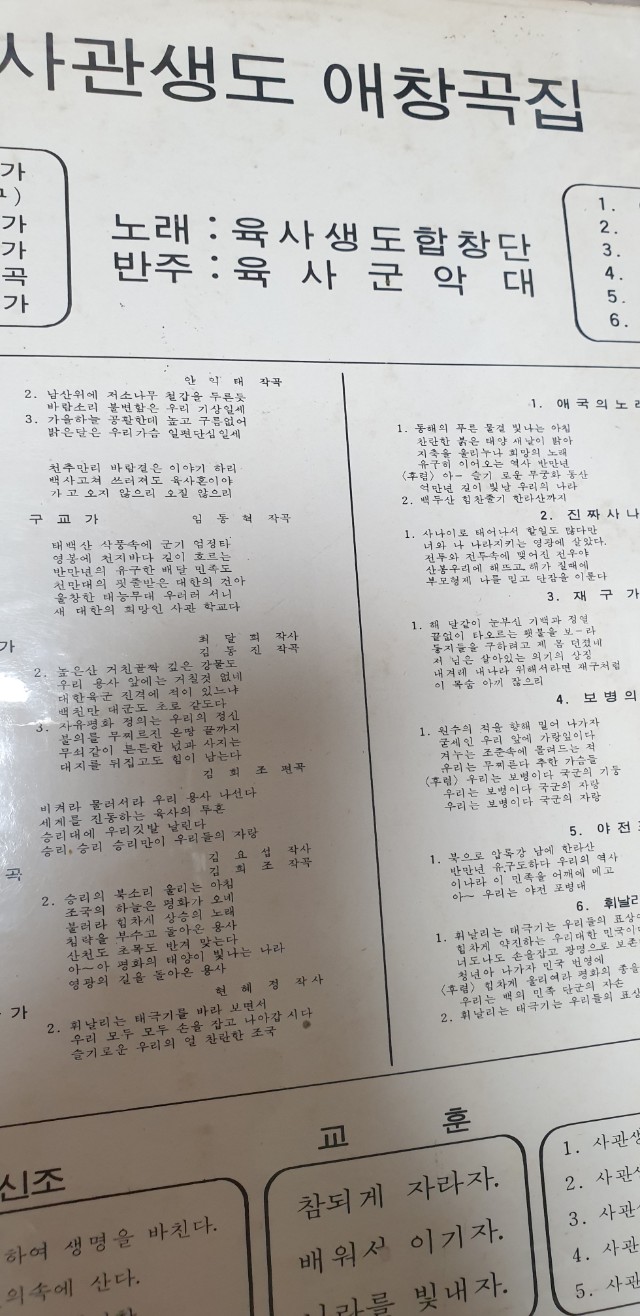 사관생도 애창곡집
가
가
가
곡
가
노래 : 육사생도합창단
반주 : 육사군악대
1.
2.
3.
4.
5.
6.
안익태 작곡
2. 남산위에 저소나무 철갑을 두른듯
바람소리 불변함은 우리 기상일세
3. 가을하늘 공활한데 높고 구름없어
밝은달은 우리가슴 일편단심일세
천추만리 바람결은 이야기 하리
백사고쳐 쓰러져도 육사혼이야
가고 오지 않으리 오질 않으리
구 교 가 임동혁 작곡
태백산 삭풍속에 군기 엄정타
영봉에 천지바다 깊이 흐르는
반만년의 유구한 배달 민족도
천만대의 핏줄받은 대한의 건아
울창한 태능무대 우러러 서니
새 대한의 희망인 사관 학교다
가 최달희 작사
김동진 작곡
2. 높은산 거친골짝 깊은 강물도
우리 용사 앞에는 거칠것 없네
대한육군 진격에 적이 있느냐
백천만 대군도 초로 같도다
3. 자유평화 정의는 우리의 정신
불의를 무찌르진 온땅 끝까지
무쇠같이 튼튼한 넋과 사지는
대지를 뒤집고도 힘이 남는다
김희조 편곡
비켜라 물러서라 우리 용사 나선다
세계를 진동하는 육사의 투혼
승리대에 우리깃발 날린다
승리, 승리 승리만이 우리들의 자랑
김요섭 작사
곡 김희조 작곡
2. 승리의 북소리 울리는 아침
조국의 하늘은 평화가 오네
불러라 힘차게 상승의 노래
침략을 부수고 돌아온 용사
산천도 초목도 반겨 맞는다
아~아 평화의 태양이 빛나는 나라
영광의 길을 돌아온 용사
가 현혜정 작사
2. 휘날리는 태극기를 바라 보면서
우리 모두 모두 손을 잡고 나아갑시다
슬기로운 우리의 얼 찬란한 조국
1. 애국의노래
1. 동해의 푸른 물결 빛나는 아침
찬란한 붉은 태양 새날이 밝아
지축을 울리누나 희망의 노래
유구히 이어오는 역사 반만년
(후렴) 아- 슬기 로운 무궁화 동산
억만년 길이 빛날 우리의 나라
2. 백두산 힘찬줄기 한라산까지
2. 진짜사나
1. 사나이로 태어나서 할일도 많다만
너와 나 나라지키는 영광에 살았다.
전투와 전투속에 맺어진 전우야
산봉우리에 해뜨고 해가 질때에
부모형제 나를 믿고 단잠을 이룬다
3. 재구가
1. 해 달같이 눈부신 기백과 정열
끝없이 타오르는 횃불을 보-라
동지들을 구하려고 제 몸 던졌네
저 님은 살아있는 의기의 상징
내겨레 내나라 위해서라면 재구처럼
이 목숨 아끼 잖으리
4. 보병의
1. 원수의 적을 향해 밀어 나가자
굳세인 우리 앞에 가랑잎이다
겨누는 조준속에 몰려드는 적
우리는 무찌른다 추한 가슴들
(후렴) 우리는 보병이다 국군의 기둥
우리는 보병이다 국군의 자랑
우리는 보병이다 국군의 자랑
5. 야전
1. 북으로 압록강 남에 한라산
반만년 유구도하다 우리의 역사
이나라 이 민족을 어깨에 메고
아~ 우리는 야전 포병대
6. 휘날리
1. 휘날리는 태극기는 우리들의 표상이
힘차게 약진하는 우리대한 민국이
너도나도 손을잡고 광명으로 보존
청년아 나가자 민국 번영에
(후렴) 힘차게 울리여라 평화의 종을
우리는 백의 민족 단군의 자손
2. 휘날리는 태극기는 우리들의 표상
교 훈
신조
하여 생명을 바친다.
의속에 산다.
참되게 자라자.
배워서 이기자.
나라를 빛내자.
1. 사관생
2. 사관생
3. 사관
4. 사관
5. 사관